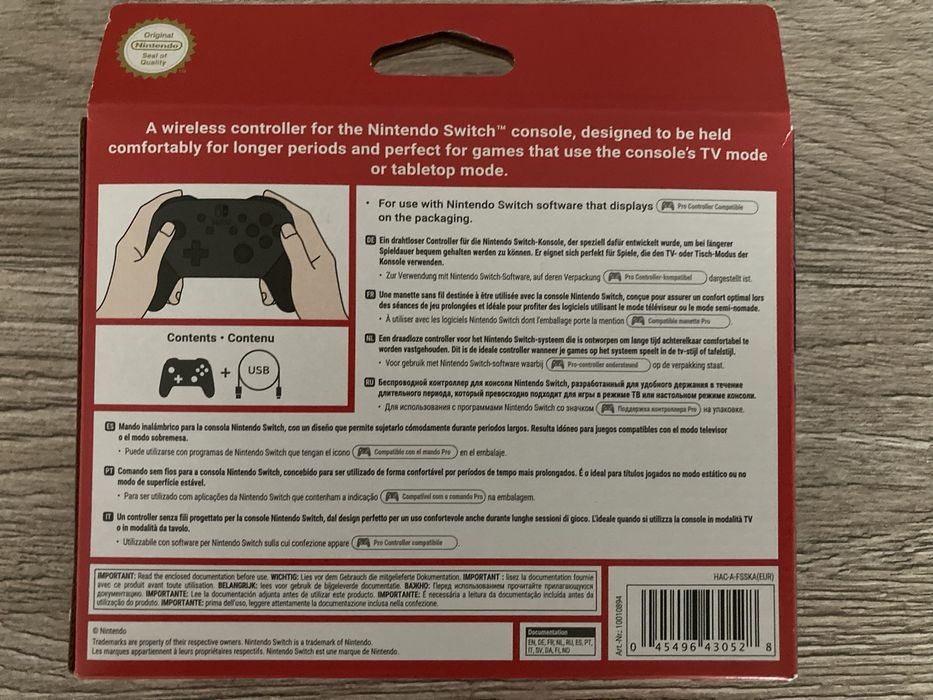 Original
Nintendo
Seal of
Quality
A wireless controller for the Nintendo Switch™ console, designed to be held
comfortably for longer periods and perfect for games that use the console's TV mode
or tabletop mode.
• For use with Nintendo Switch software that displays Pro Controller Compatible
on the packaging.
DE Ein drahtloser Controller für die Nintendo Switch-Konsole, der speziell dafür entwickelt wurde, um bei längerer
Spieldauer bequem gehalten werden zu können. Er eignet sich perfekt für Spiele, die den TV- oder Tisch-Modus der
Konsole verwenden.
• Zur Verwendung mit Nintendo Switch-Software, auf deren Verpackung Pro Controller-kompatibel dargestellt ist.
FR Une manette sans fil destinée à être utilisée avec la console Nintendo Switch, conçue pour assurer un confort optimal lors
des séances de jeu prolongées et idéale pour profiter des logiciels utilisant le mode téléviseur ou le mode semi-nomade.
• À utiliser avec les logiciels Nintendo Switch dont l'emballage porte la mention Compatible manette Pro.
Contents • Contenu
+ USB
NL Een draadloze controller voor het Nintendo Switch-systeem die is ontworpen om lange tijd achterelkaar comfortabel te
worden vastgehouden. Dit is de ideale controller wanneer je games op het systeem speelt in de tv-stijl of tafelstijl.
• Voor gebruik met Nintendo Switch-software waarbij Pro-controller ondersteund op de verpakking staat.
RU Беспроводной контроллер для консоли Nintendo Switch, разработанный для удобного держания в течение
длительного периода, который превосходно подходит для игры в режиме ТВ или настольном режиме консоли.
• Для использования с программами Nintendo Switch со значком Поддержка контроллера Pro на упаковке.
ES Mando inalámbrico para la consola Nintendo Switch, con un diseño que permite sujetarlo cómodamente durante periodos largos. Resulta idóneo para juegos compatibles con el modo televisor
o el modo sobremesa.
• Puede utilizarse con programas de Nintendo Switch que tengan el icono Compatible con el mando Pro en el embalaje.
PT Comando sem fios para a consola Nintendo Switch, concebido para ser utilizado de forma confortável por períodos de tempo mais prolongados. É o ideal para títulos jogados no modo estático ou no
modo de superfície estável.
• Para ser utilizado com aplicações da Nintendo Switch que contenham a indicação Compatível com o comando Pro na embalagem.
IT Un controller senza fili progettato per la console Nintendo Switch, dal design perfetto per un uso confortevole anche durante lunghe sessioni di gioco. L'ideale quando si utilizza la console in modalità TV
o in modalità da tavolo.
• Utilizzabile con software per Nintendo Switch sulla cui confezione appare Pro Controller compatibile.
IMPORTANT: Read the enclosed documentation before use. WICHTIG: Lies vor dem Gebrauch die mitgelieferte Dokumentation. IMPORTANT : lisez la documentation fournie
avec ce produit avant toute utilisation. BELANGRIJK: lees voor gebruik de bijgeleverde documentatie. ВАЖНО: Перед использованием прочитайте прилагающуюся
документацию. IMPORTANTE: Lee la documentación adjunta antes de utilizar este producto. IMPORTANTE: É necessária a leitura da documentação incluída antes da
utilização do produto. IMPORTANTE: prima dell'uso, leggere attentamente la documentazione inclusa nella confezione.
© Nintendo
Trademarks are property of their respective owners. Nintendo Switch is a trademark of Nintendo.
Les marques appartiennent à leurs propriétaires respectifs. Nintendo Switch est une marque de Nintendo.
Documentation
EN, DE, FR, NL, RU, ES, PT,
IT, SV, DA, FI, NO
HAC-A-FSSKA(EUR)
Art.-Nr.: 10010894
0 45496 43052 8